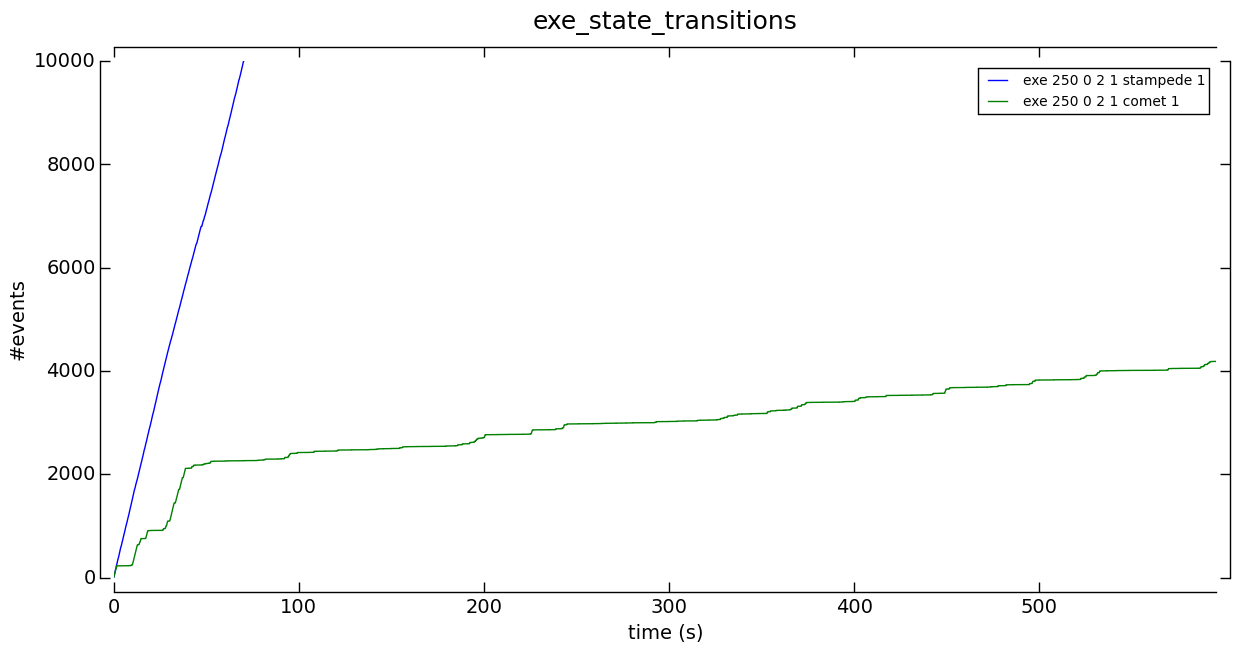 exe_state_transitions
10000
8000
6000
4000
2000
0
#events
exe 250 0 2 1 stampede 1
exe 250 0 2 1 comet 1
0 100 200 300 400 500
time (s)